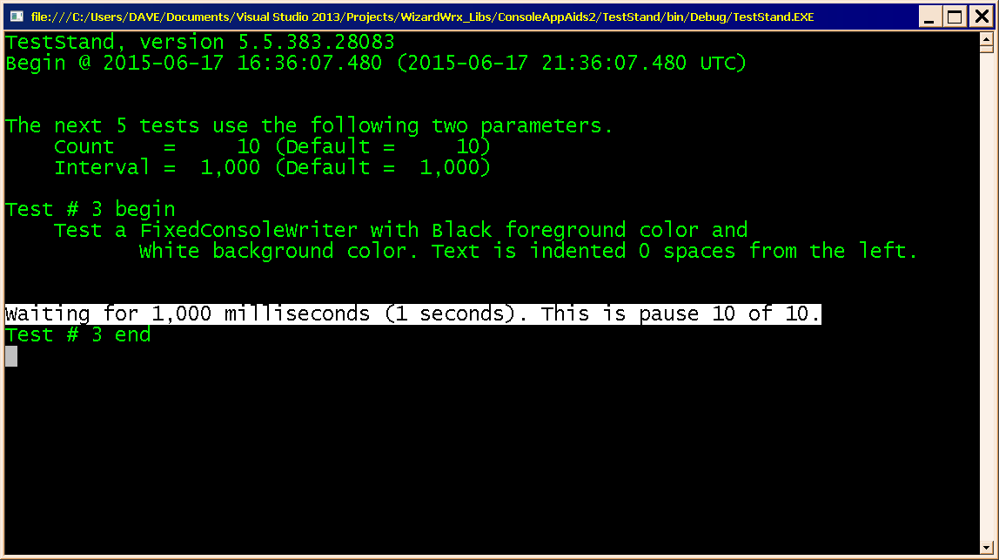 file:///C:/Users/DAVE/Documents/Visual Studio 2013/Projects/WizardWrx_Libs/ConsoleAppAids2/TestStand/bin/Debug/TestStand.EXE
TestStand, version 5.5.383.28083
Begin @ 2015-06-17 16:36:07.480 (2015-06-17 21:36:07.480 UTC)
The next 5 tests use the following two parameters.
    Count    =     10 (Default =     10)
    Interval =  1,000 (Default =  1,000)
Test # 3 begin
    Test a FixedConsoleWriter with Black foreground color and
           White background color. Text is indented 0 spaces from the left.
Waiting for 1,000 milliseconds (1 seconds). This is pause 10 of 10.
Test # 3 end